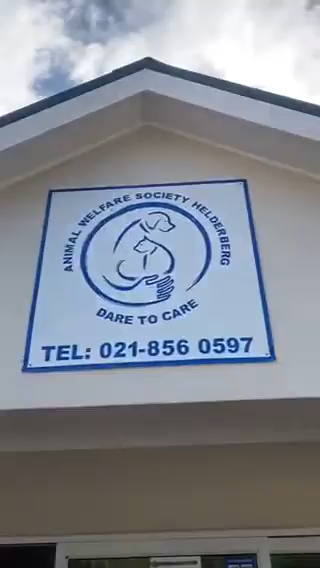 ANIMAL WELFARE SOCIETY HELDERBERG
DARE TO CARE
TEL: 021-856 0597